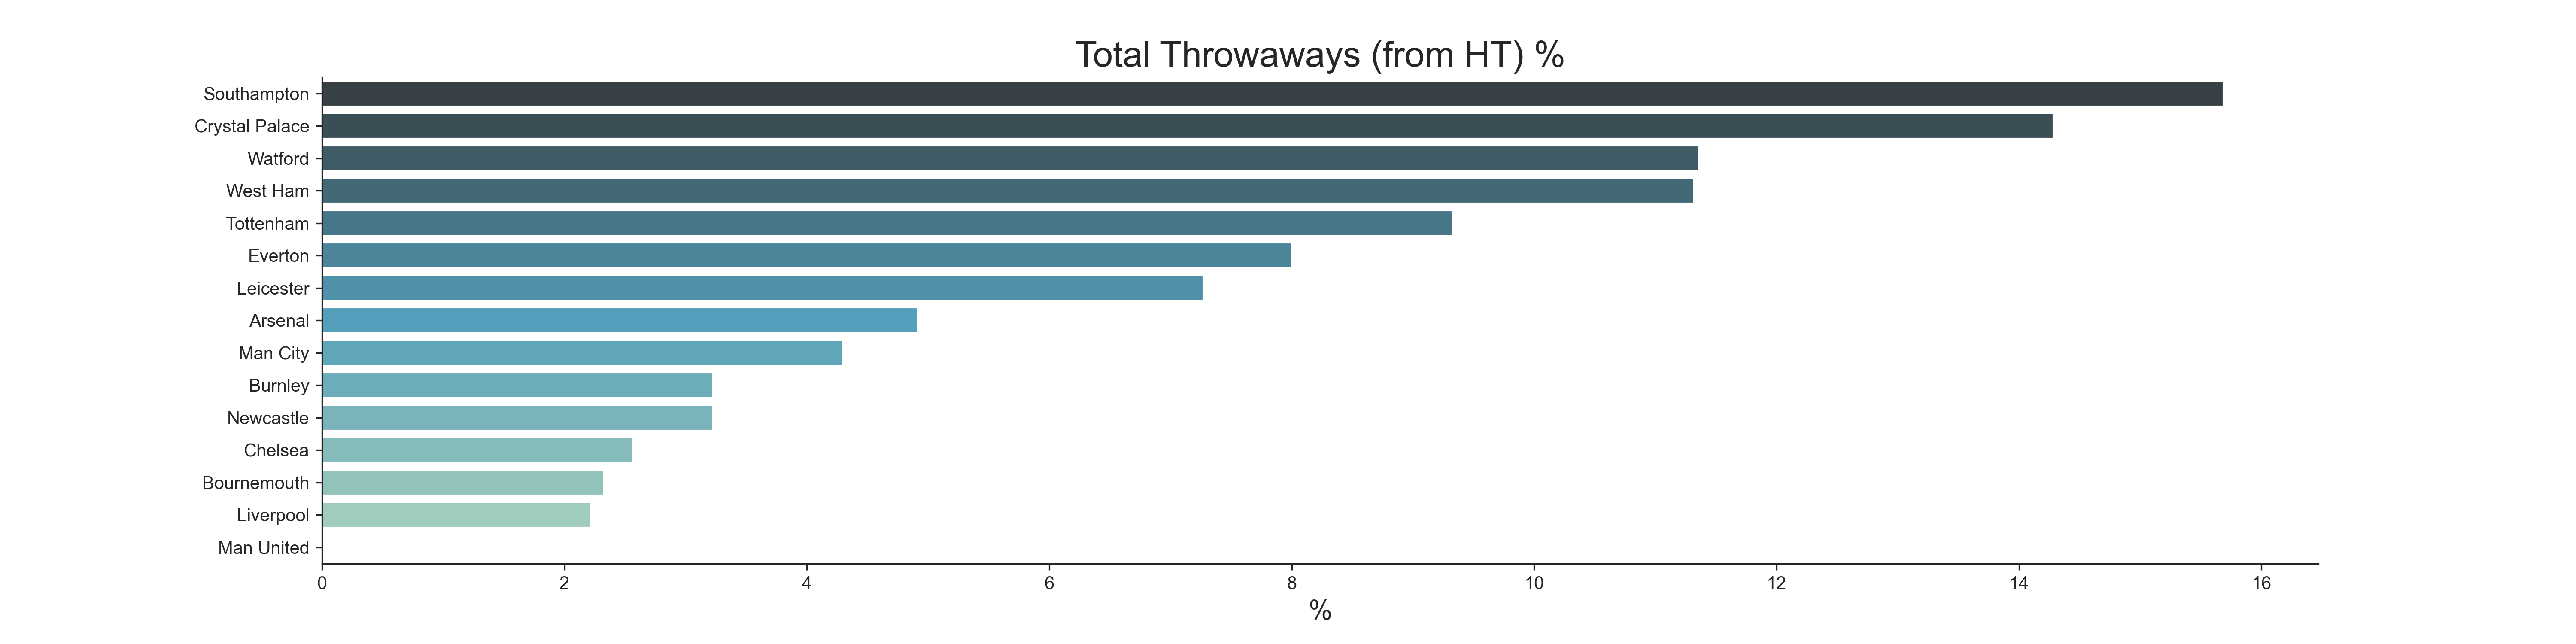 Total Throwaways (from HT) %
Southampton
Crystal Palace
Watford
West Ham
Tottenham
Everton
Leicester
Arsenal
Man City
Burnley
Newcastle
Chelsea
Bournemouth
Liverpool
Man United
0 2 4 6 8 10 12 14 16
%